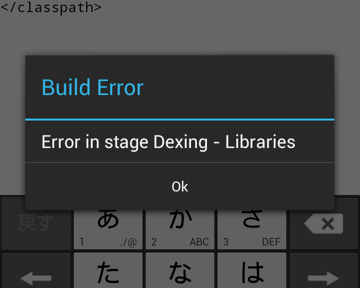 </classpath>
Build Error
Error in stage Dexing - Libraries
Ok
戻す
あ
か
さ
1 ./@
2 ABC
3 DEF
た
な
は